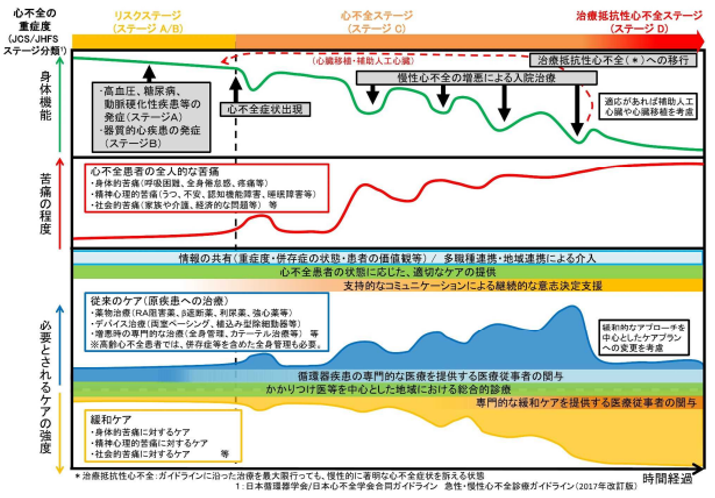 心不全の
重症度
(JCS/JHFS
ステージ分類¹)
リスクステージ
(ステージ A/B)
心不全ステージ
(ステージ C)
治療抵抗性心不全ステージ
(ステージ D)
身体機能
(心臓移植・補助人工心臓)
治療抵抗性心不全(*)への移行
慢性心不全の増悪による入院治療
・高血圧、糖尿病、
動脈硬化性疾患等の
発症(ステージA)
・器質的心疾患の発症
(ステージB)
心不全症状出現
適応があれば補助人工
心臓や心臓移植を考慮
苦痛の程度
心不全患者の全人的な苦痛
・身体的苦痛(呼吸困難、全身倦怠感、疼痛等)
・精神心理的苦痛(うつ、不安、認知機能障害、睡眠障害等)
・社会的苦痛(家族や介護、経済的な問題等) 等
情報の共有(重症度・併存症の状態・患者の価値観等) / 多職種連携・地域連携による介入
心不全患者の状態に応じた、適切なケアの提供
支持的なコミュニケーションによる継続的な意志決定支援
必要とされるケアの強度
従来のケア(原疾患への治療)
・薬物治療(RA阻害薬、β遮断薬、利尿薬、強心薬等)
・デバイス治療(両室ペーシング、植込み型除細動器等)
・増悪時の専門的な治療(全身管理、カテーテル治療等) 等
※高齢心不全患者では、併存症等を含めた全身管理も必要。
緩和的なアプローチを
中心としたケアプラン
への変更を考慮
循環器疾患の専門的な医療を提供する医療従事者の関与
かかりつけ医等を中心とした地域における総合的診療
専門的な緩和ケアを提供する医療従事者の関与
緩和ケア
・身体的苦痛に対するケア
・精神心理的苦痛に対するケア
・社会的苦痛に対するケア 等
時間経過
*治療抵抗性心不全:ガイドラインに沿った治療を最大限行っても、慢性的に著明な心不全症状を訴える状態
1:日本循環器学会/日本心不全学会合同ガイドライン 急性・慢性心不全診療ガイドライン(2017年改訂版)